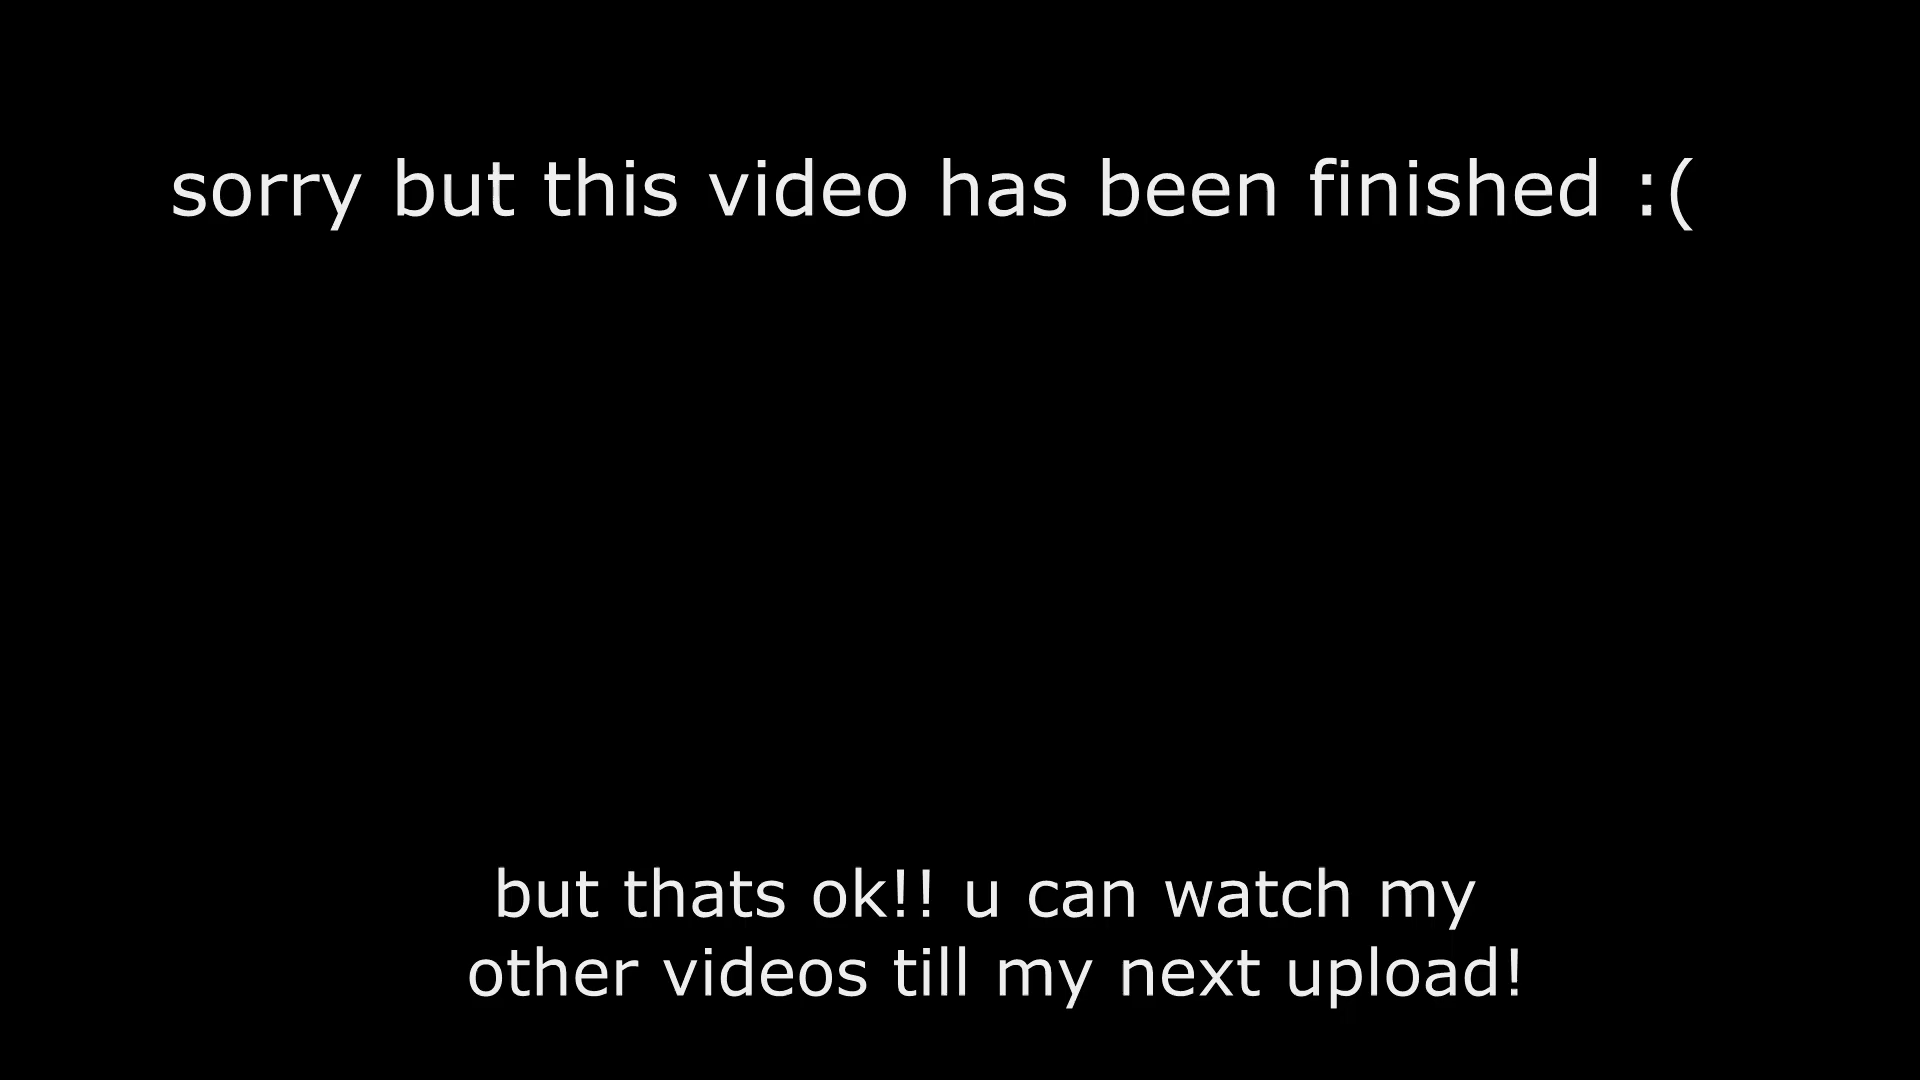 sorry but this video has been finished :(
but thats ok!! u can watch my
other videos till my next upload!